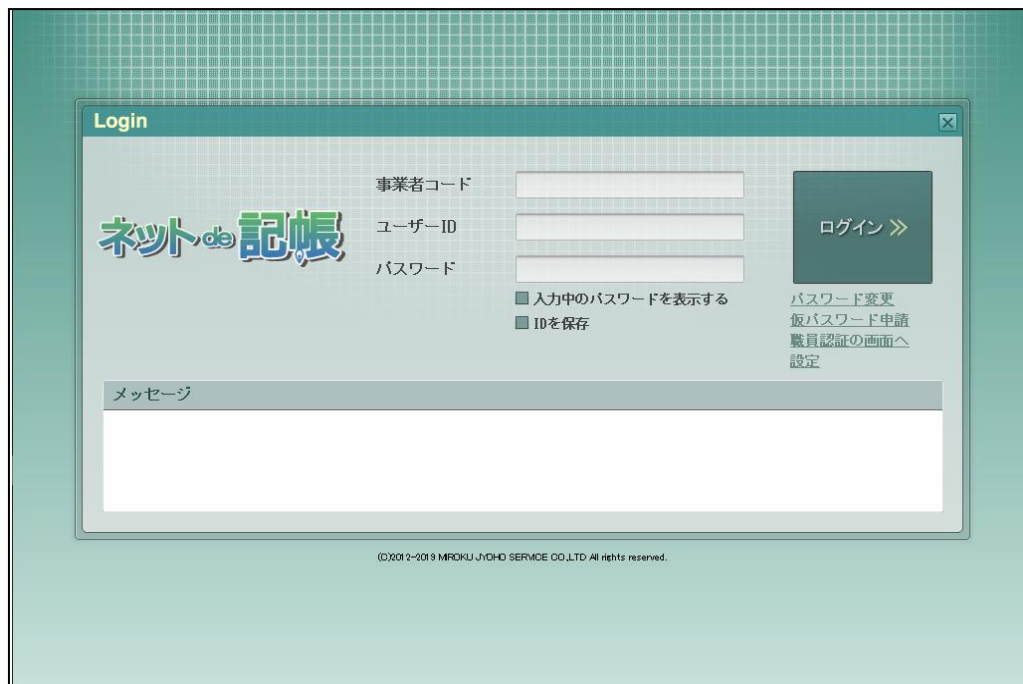 Login
事業者コード
ネットde記帳
ユーザーID
ログイン
パスワード
入力中のパスワードを表示する
IDを保存
パスワード変更
仮パスワード申請
職員認証の画面へ
設定
メッセージ
(C)2012-2019 MIROKU JYOHO SERVICE CO.,LTD All rights reserved.